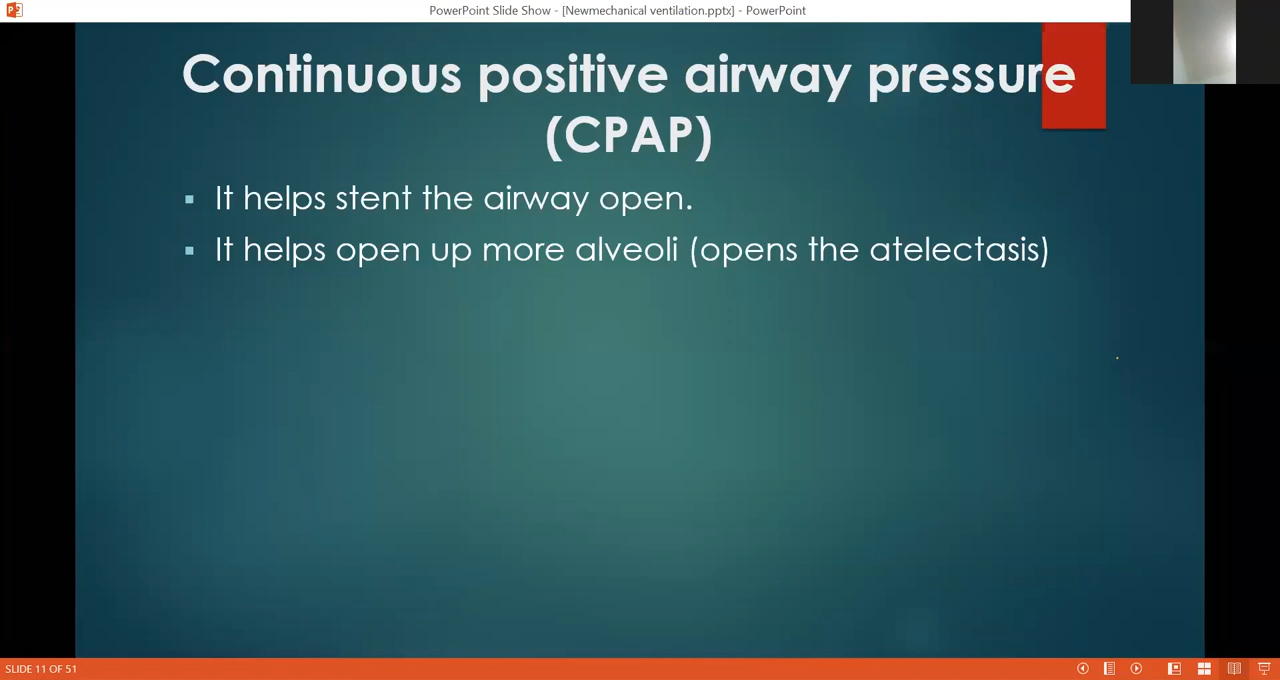 PowerPoint Slide Show - [Newmechanical ventilation.pptx] - PowerPoint
Continuous positive airway pressure
(CPAP)
▪ It helps stent the airway open.
▪ It helps open up more alveoli (opens the atelectasis)
SLIDE 11 OF 51